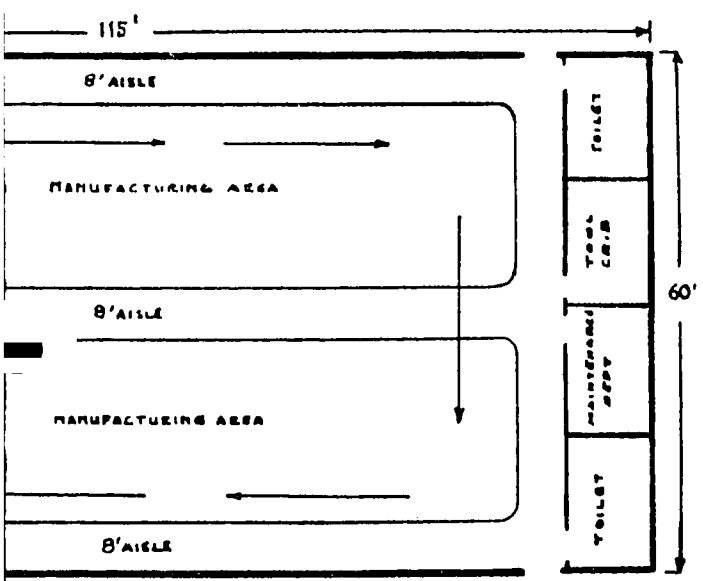 115'
8' AISLE
TOILET
MANUFACTURING AREA
TOOL
CRIB
60'
8' AISLE
MAINTENANCE
DEPT
MANUFACTURING AREA
TOILET
8' AISLE